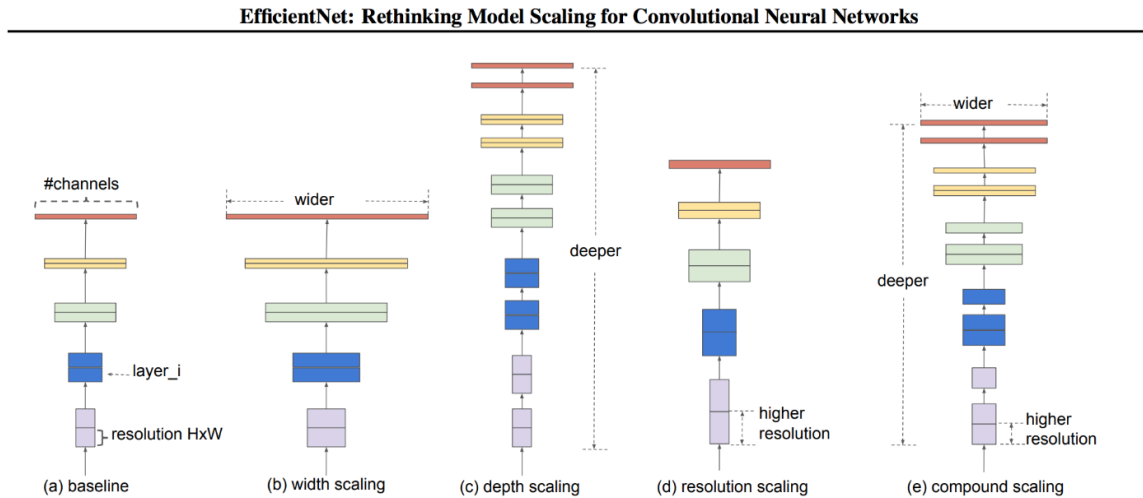 EfficientNet: Rethinking Model Scaling for Convolutional Neural Networks
#channels
layer_i
resolution HxW
(a) baseline
wider
(b) width scaling
deeper
(c) depth scaling
higher
resolution
(d) resolution scaling
wider
deeper
higher
resolution
(e) compound scaling